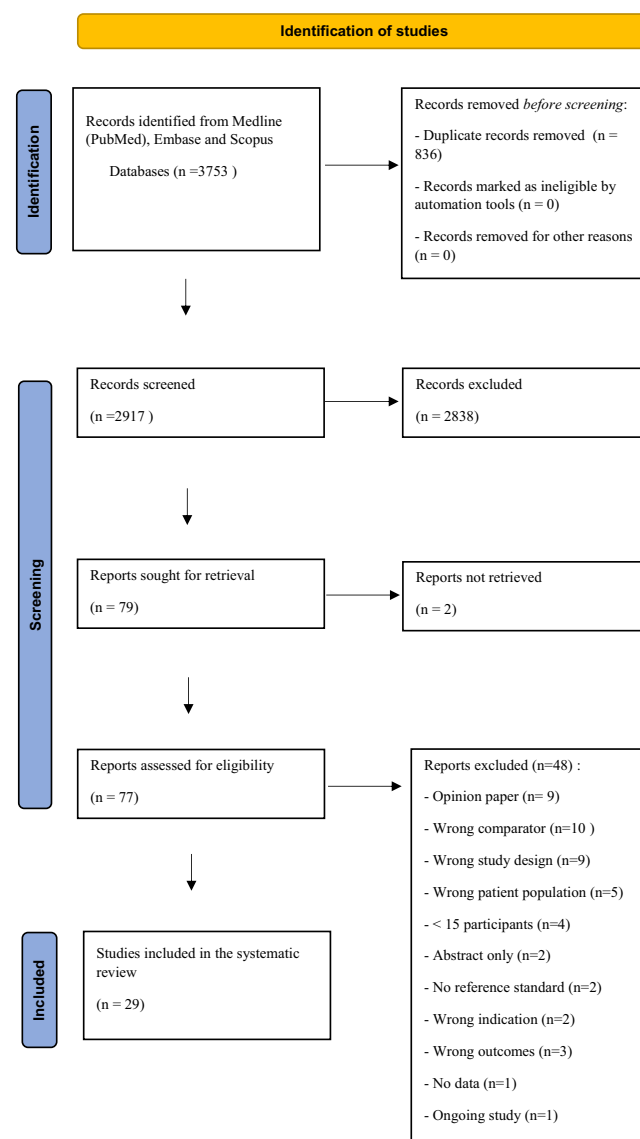 Identification of studies
Identification
Records identified from Medline
(PubMed), Embase and Scopus
Databases (n =3753 )
Records removed before screening:
- Duplicate records removed (n =
836)
- Records marked as ineligible by
automation tools (n = 0)
- Records removed for other reasons
(n = 0)
Screening
Records screened
(n =2917 )
Records excluded
(n = 2838)
Reports sought for retrieval
(n = 79)
Reports not retrieved
(n = 2)
Reports assessed for eligibility
(n = 77)
Reports excluded (n=48) :
- Opinion paper (n= 9)
- Wrong comparator (n=10 )
- Wrong study design (n=9)
- Wrong patient population (n=5)
- < 15 participants (n=4)
- Abstract only (n=2)
- No reference standard (n=2)
- Wrong indication (n=2)
- Wrong outcomes (n=3)
- No data (n=1)
- Ongoing study (n=1)
Included
Studies included in the systematic
review
(n = 29)